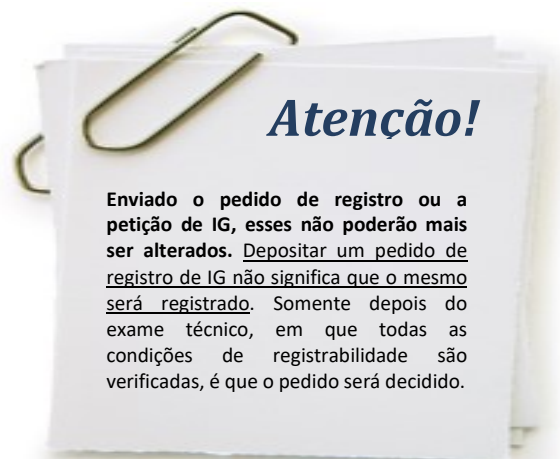 Atenção!
Enviado o pedido de registro ou a
petição de IG, esses não poderão mais
ser alterados. Depositar um pedido de
registro de IG não significa que o mesmo
será registrado. Somente depois do
exame técnico, em que todas as
condições de registrabilidade são
verificadas, é que o pedido será decidido.